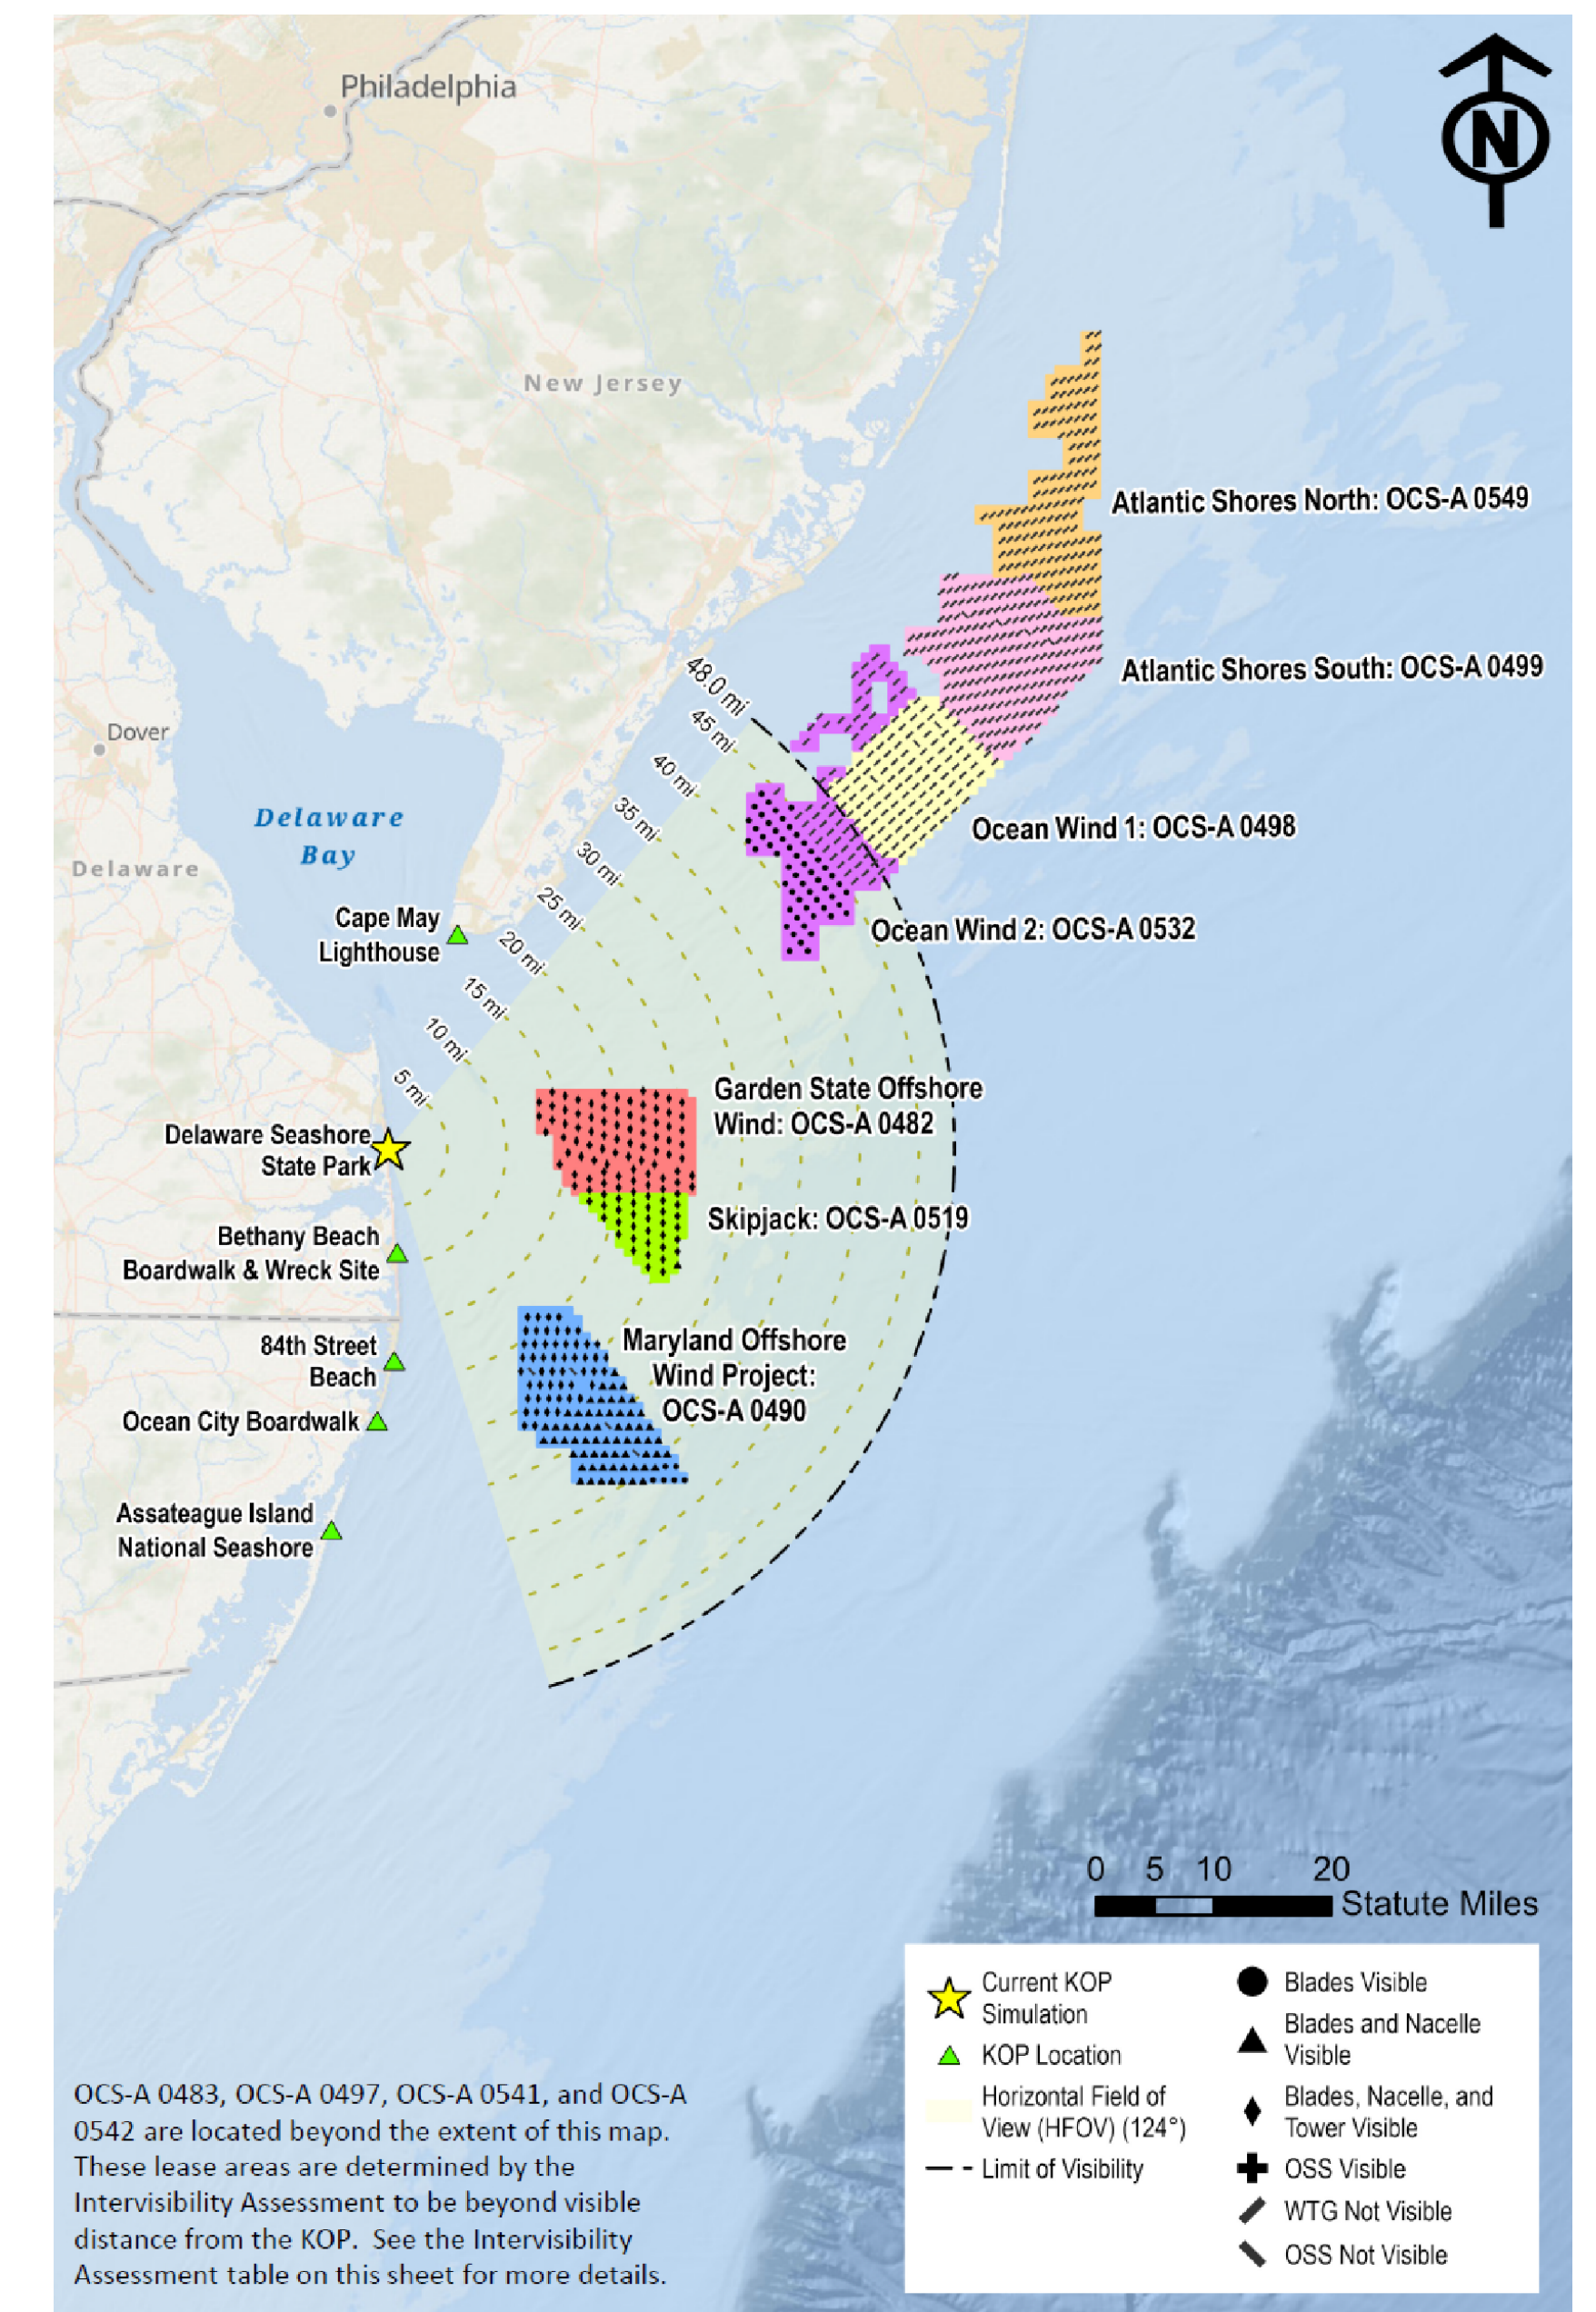 Philadelphia
N
New Jersey
Atlantic Shores North: OCS-A 0549
Atlantic Shores South: OCS-A 0499
48.0 mi
45 mi
40 mi
35 mi
30 mi
25 mi
20 mi
15 mi
10 mi
5 mi
Dover
Delaware
Bay
Delaware
Ocean Wind 1: OCS-A 0498
Ocean Wind 2: OCS-A 0532
Cape May
Lighthouse
Garden State Offshore
Wind: OCS-A 0482
Delaware Seashore
State Park
Skipjack: OCS-A 0519
Bethany Beach
Boardwalk & Wreck Site
84th Street
Beach
Maryland Offshore
Wind Project:
OCS-A 0490
Ocean City Boardwalk
Assateague Island
National Seashore
0 5 10 20
Statute Miles
Current KOP
Simulation
KOP Location
Horizontal Field of
View (HFOV) (124°)
Limit of Visibility
Blades Visible
Blades and Nacelle
Visible
Blades, Nacelle, and
Tower Visible
OSS Visible
WTG Not Visible
OSS Not Visible
OCS-A 0483, OCS-A 0497, OCS-A 0541, and OCS-A
0542 are located beyond the extent of this map.
These lease areas are determined by the
Intervisibility Assessment to be beyond visible
distance from the KOP.  See the Intervisibility
Assessment table on this sheet for more details.